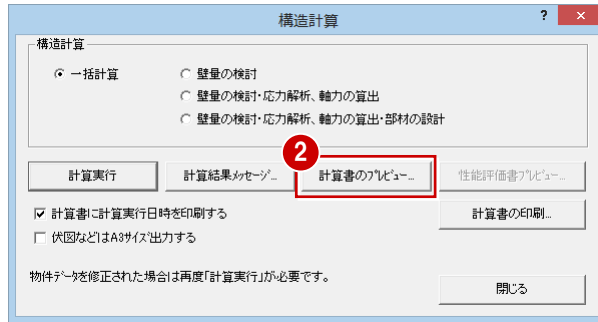 構造計算
? ×
構造計算
一括計算
壁量の検討
壁量の検討･応力解析、軸力の算出
壁量の検討･応力解析、軸力の算出･部材の設計
2
計算実行
計算結果ﾒｯｾｰｼﾞ...
計算書のﾌﾟﾚﾋﾞｭｰ...
性能評価書ﾌﾟﾚﾋﾞｭｰ...
計算書に計算実行日時を印刷する
計算書の印刷...
伏図などはA3ｻｲｽﾞ出力する
物件ﾃﾞｰﾀを修正された場合は再度｢計算実行｣が必要です。
閉じる